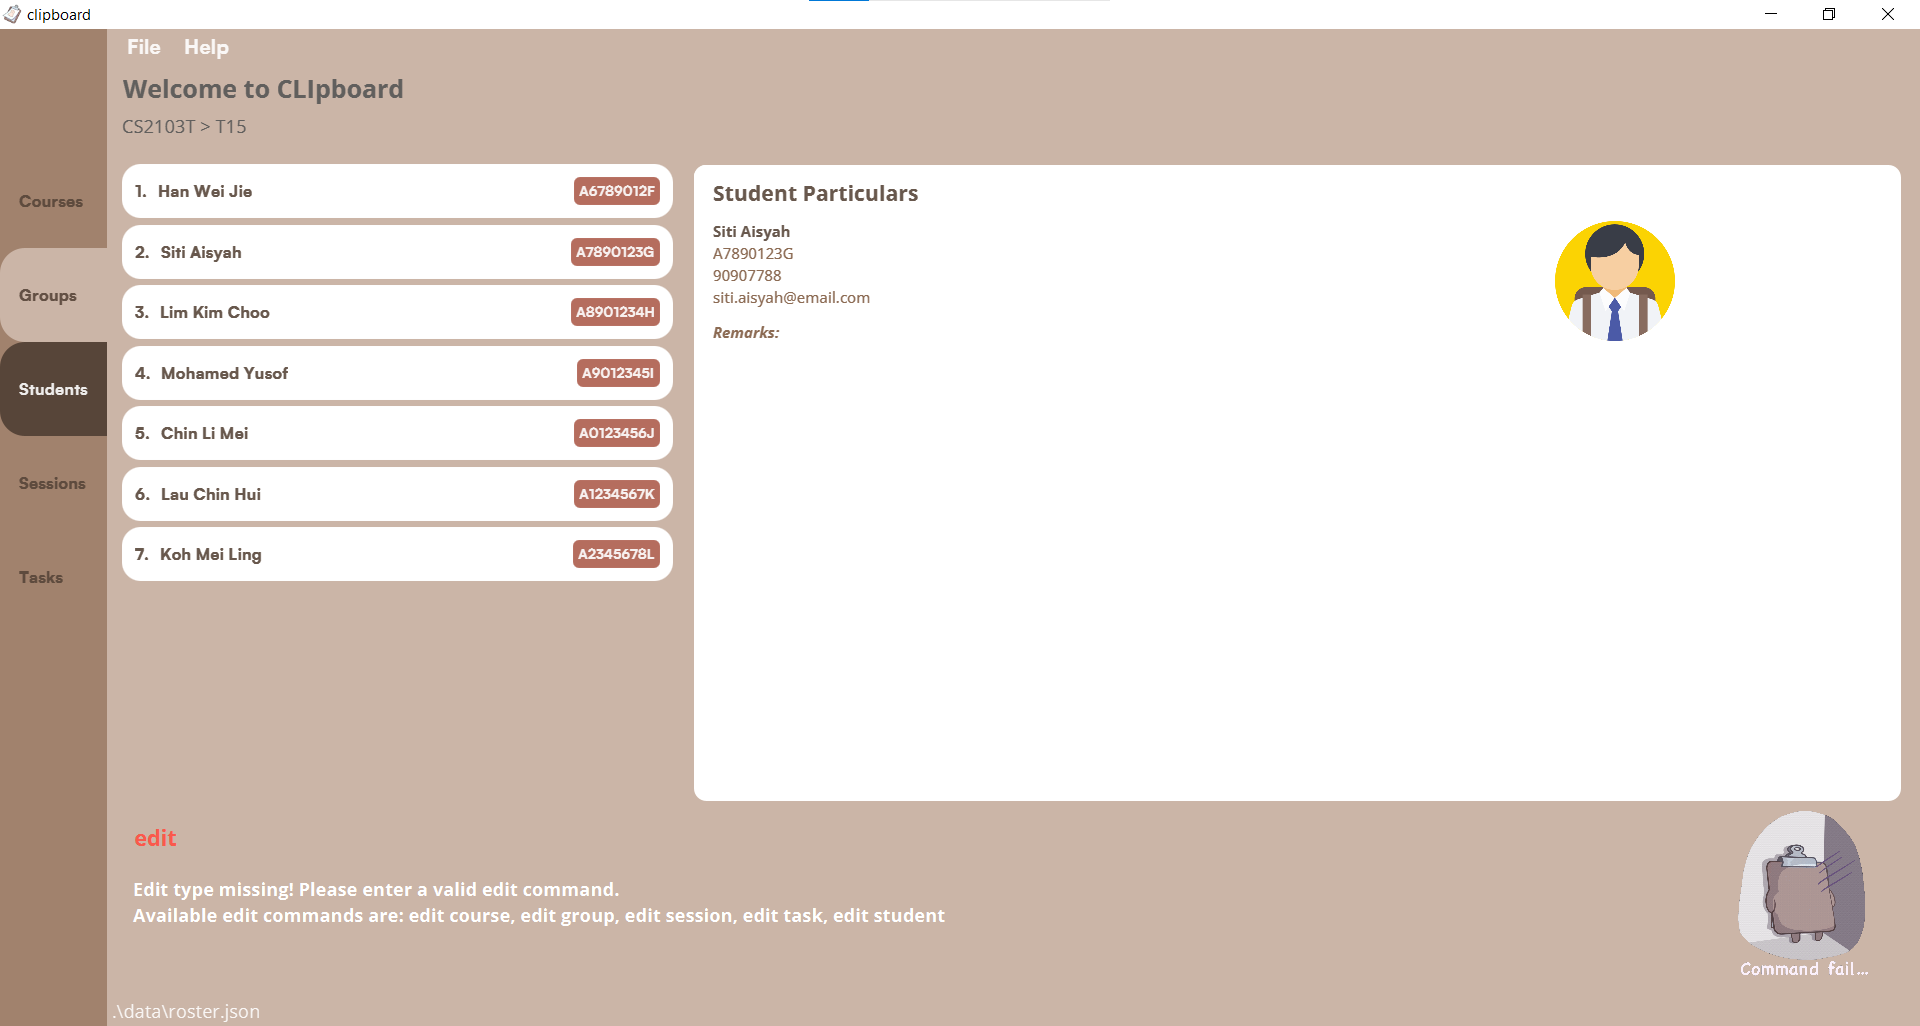 clipboard
File Help
Welcome to CLIpboard
CS2103T > T15
Courses
Groups
Students
Sessions
Tasks
1. Han Wei Jie A6789012F
2. Siti Aisyah A7890123G
3. Lim Kim Choo A8901234H
4. Mohamed Yusof A9012345I
5. Chin Li Mei A0123456J
6. Lau Chin Hui A1234567K
7. Koh Mei Ling A2345678L
Student Particulars
Siti Aisyah
A7890123G
90907788
siti.aisyah@email.com
Remarks:
edit
Edit type missing! Please enter a valid edit command.
Available edit commands are: edit course, edit group, edit session, edit task, edit student
Command fail...
.\data\roster.json